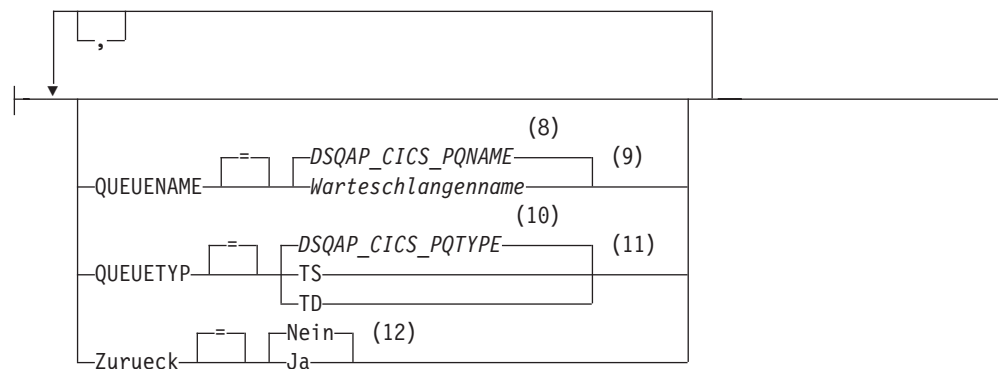 ,
(8)
= DSQAP_CICS_PQNAME (9)
QUEUENAME Warteschlangenname
(10)
= DSQAP_CICS_PQTYPE (11)
QUEUETYP TS
TD
= Nein (12)
Zurueck Ja